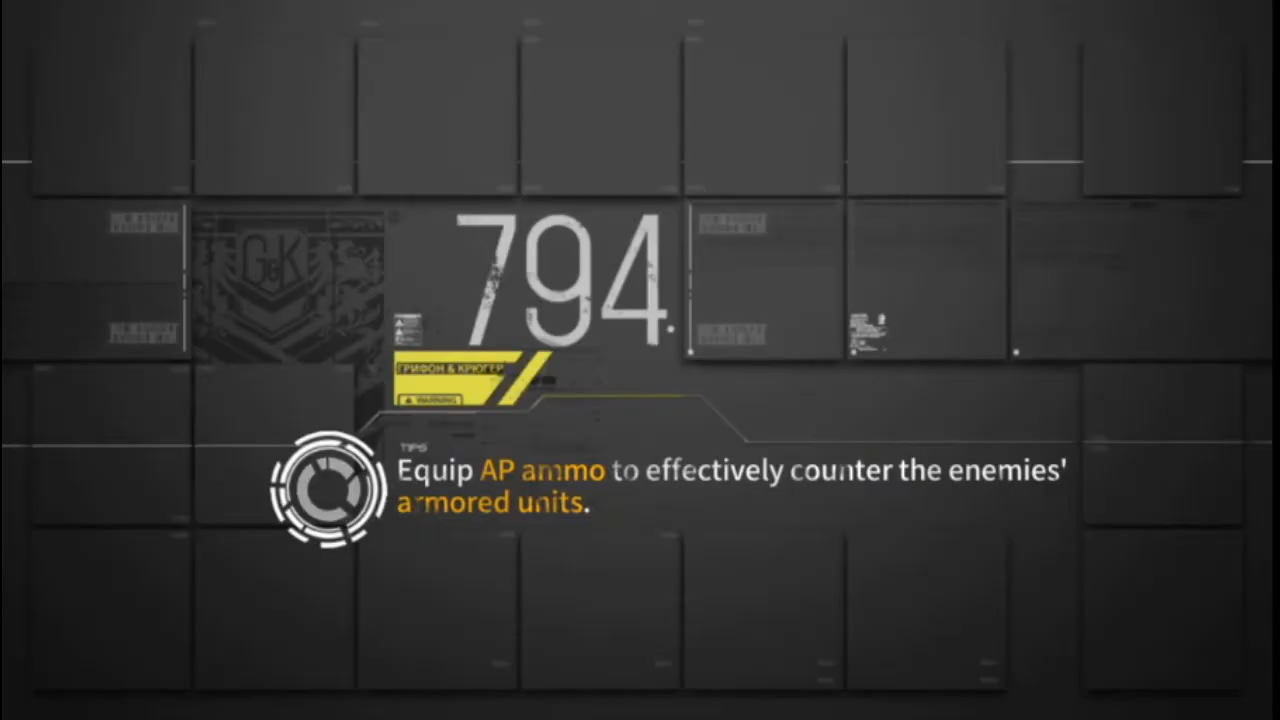 G&K
794.
ГРИФОН & КРЮГЕР
WARNING
TIPS
Equip AP ammo to effectively counter the enemies'
armored units.